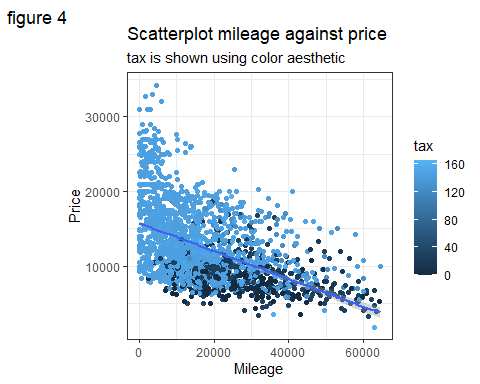 figure 4
Scatterplot mileage against price
tax is shown using color aesthetic
Price
30000
20000
10000
0
20000
40000
60000
Mileage
tax
160
120
80
40
0